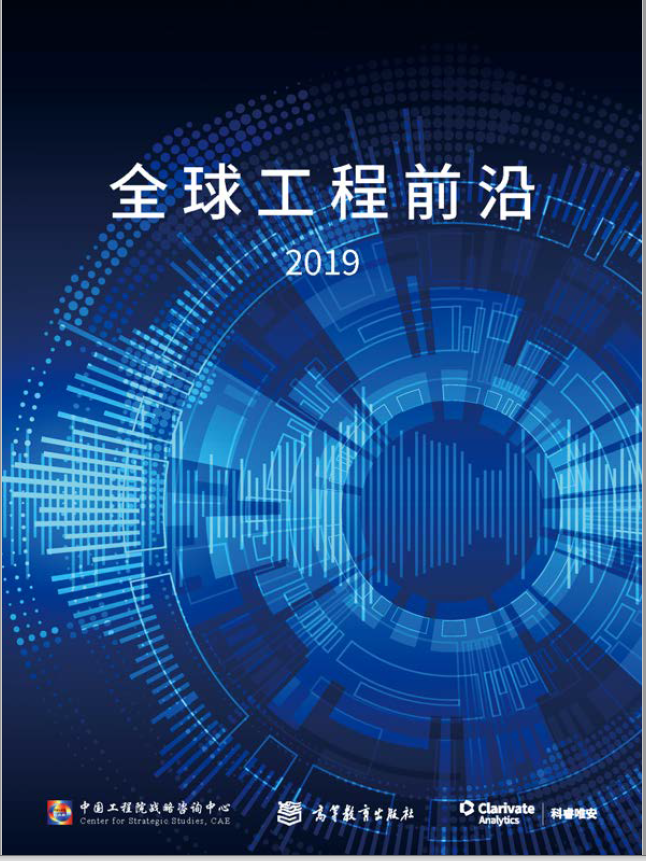 全球工程前沿
2019
中国工程院战略咨询中心
Center for Strategic Studies, CAE
高等教育出版社
Clarivate
Analytics
科睿唯安